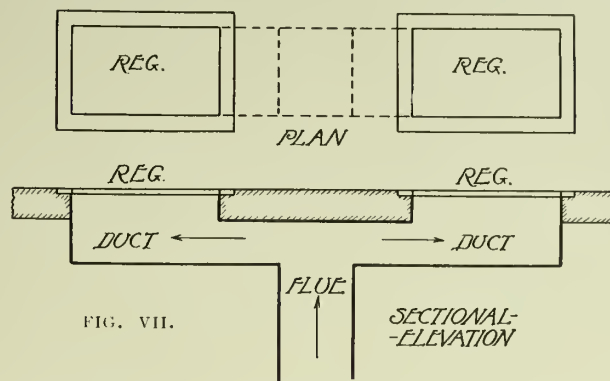 REG.
REG.
PLAN
REG.
REG.
DUCT
DUCT
FLUE
FIG. VII.
SECTIONAL-
-ELEVATION